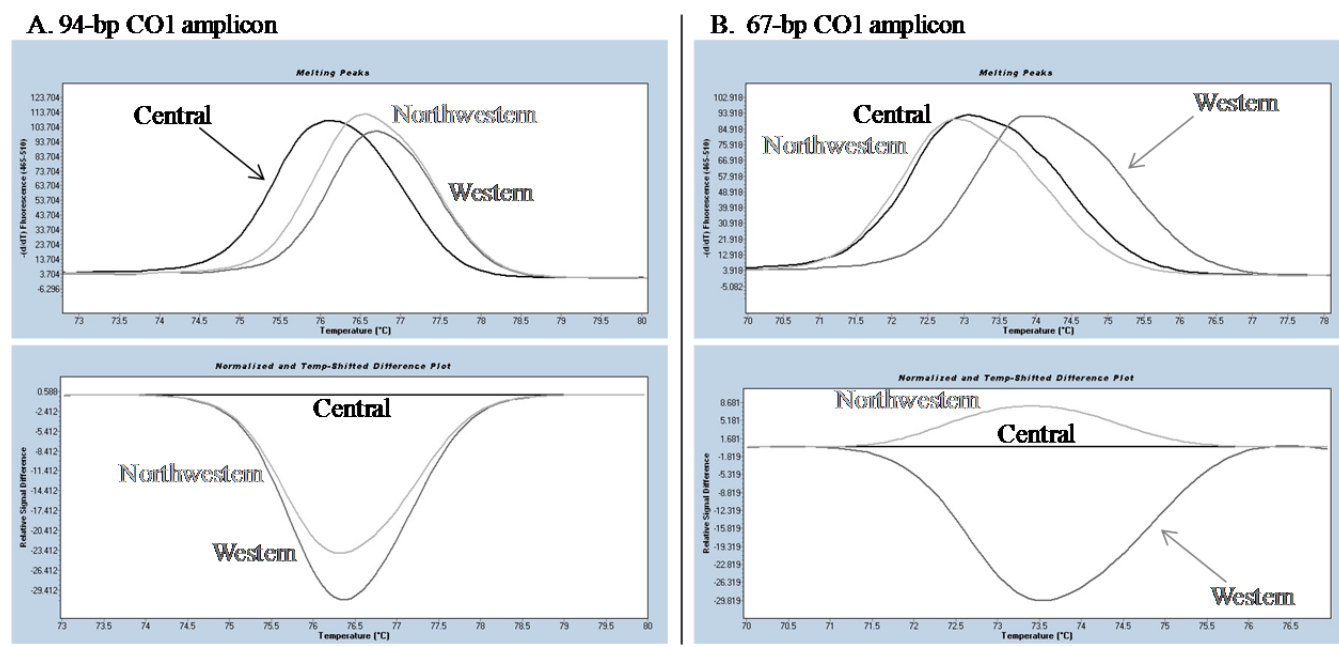 A. 94-bp CO1 amplicon
Melting Peaks
123.704
113.704
103.704
93.704
83.704
73.704
63.704
53.704
43.704
33.704
23.704
13.704
3.704
-6.296
-(d/dT) Fluorescence (465-510)
Central
Northwestern
Western
73 73.5 74 74.5 75 75.5 76 76.5 77 77.5 78 78.5 79 79.5 80
Temperature (°C)
Normalized and Temp-Shifted Difference Plot
0.588
-2.412
-5.412
-8.412
-11.412
-14.412
-17.412
-20.412
-23.412
-26.412
-29.412
Relative Signal Difference
Central
Northwestern
Western
73 74 75 75.5 76 76.5 77 77.5 78 78.5 79 80
Temperature (°C)
B. 67-bp CO1 amplicon
Melting Peaks
102.918
93.918
84.918
75.918
66.918
57.918
48.918
39.918
30.918
21.918
12.918
3.918
-5.082
-(d/dT) Fluorescence (465-510)
Central
Northwestern
Western
70 70.5 71 71.5 72 72.5 73 73.5 74 74.5 75 75.5 76 76.5 77 77.5 78
Temperature (°C)
Normalized and Temp-Shifted Difference Plot
8.681
5.181
1.681
-1.819
-5.319
-8.819
-12.319
-15.819
-19.319
-22.819
-26.319
-29.819
Relative Signal Difference
Northwestern
Central
Western
70 70.5 71 71.5 72 72.5 73 73.5 74 74.5 75 75.5 76 76.5
Temperature (°C)